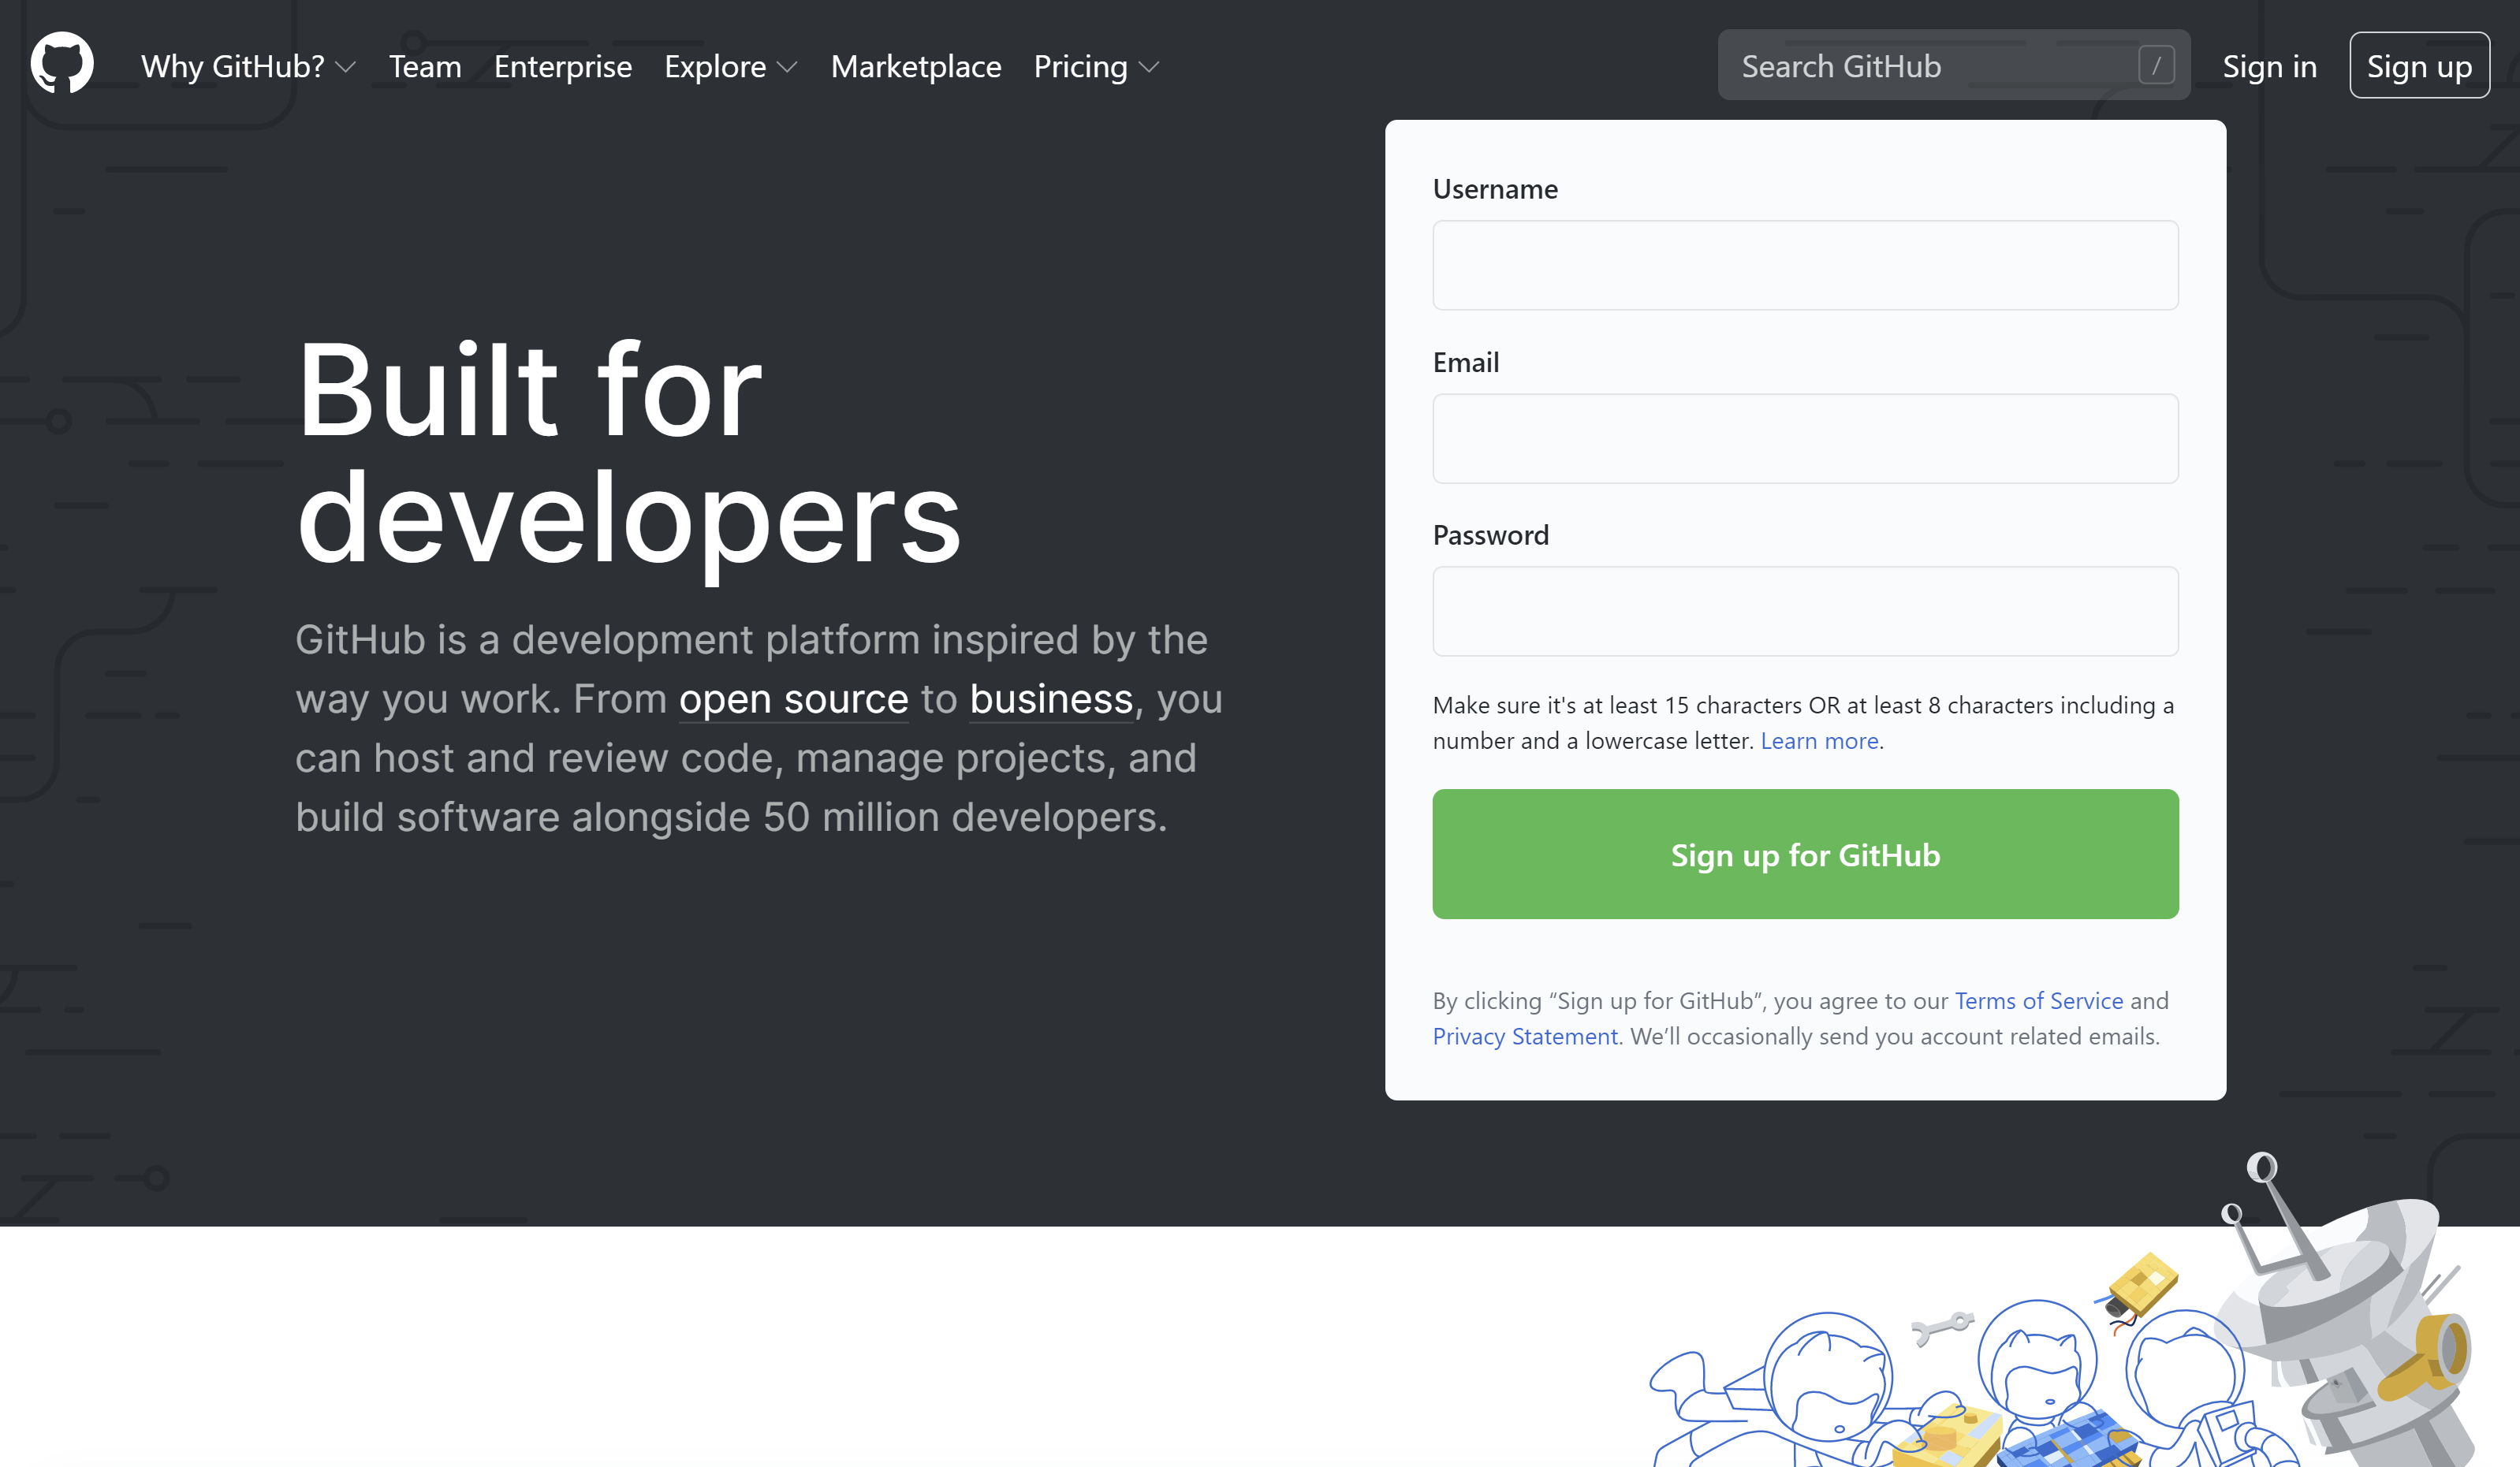 Why GitHub? Team Enterprise Explore Marketplace Pricing Search GitHub / Sign in Sign up
Built for
developers
GitHub is a development platform inspired by the
way you work. From open source to business, you
can host and review code, manage projects, and
build software alongside 50 million developers.
Username
Email
Password
Make sure it's at least 15 characters OR at least 8 characters including a
number and a lowercase letter. Learn more.
Sign up for GitHub
By clicking “Sign up for GitHub”, you agree to our Terms of Service and
Privacy Statement. We’ll occasionally send you account related emails.